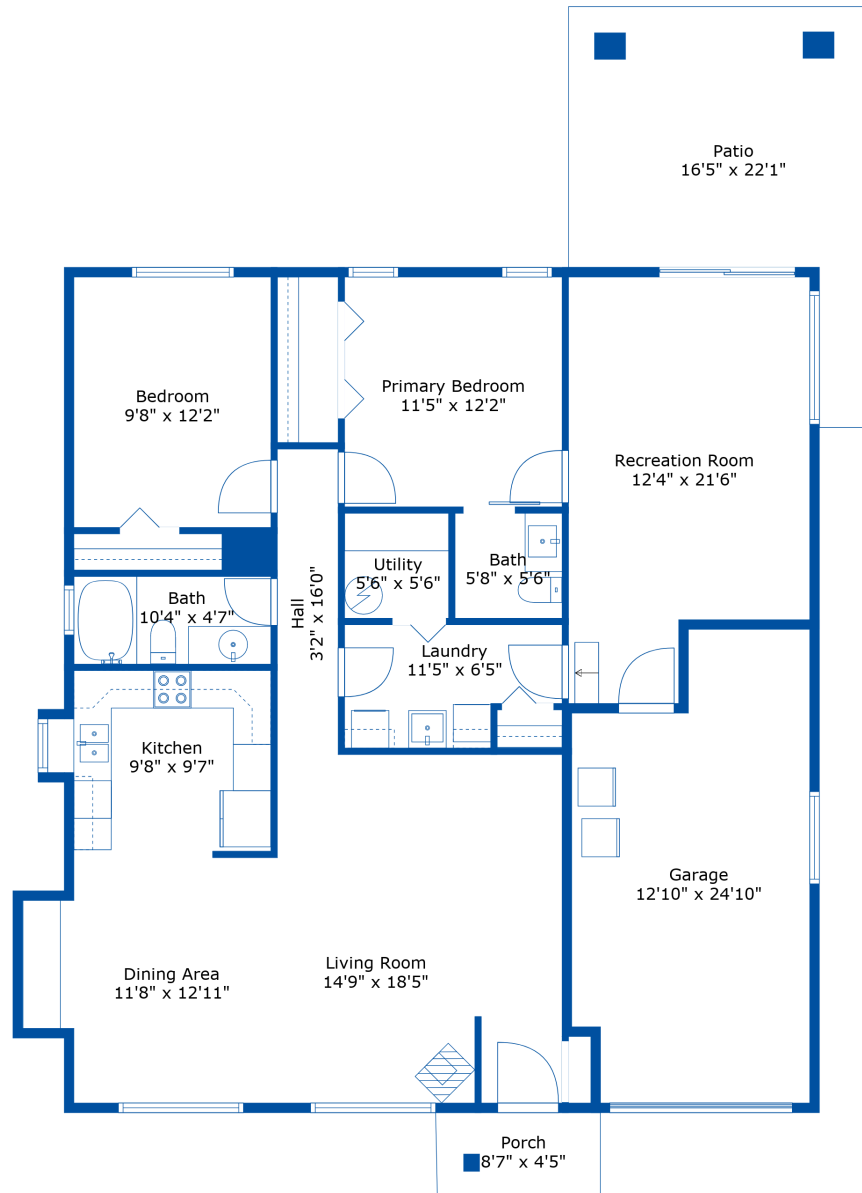 Patio
16'5" x 22'1"
Bedroom
9'8" x 12'2"
Primary Bedroom
11'5" x 12'2"
Recreation Room
12'4" x 21'6"
Utility
5'6" x 5'6"
Bath
5'8" x 5'6"
Bath
10'4" x 4'7"
Hall
3'2" x 16'0"
Laundry
11'5" x 6'5"
Kitchen
9'8" x 9'7"
Garage
12'10" x 24'10"
Dining Area
11'8" x 12'11"
Living Room
14'9" x 18'5"
Porch
8'7" x 4'5"